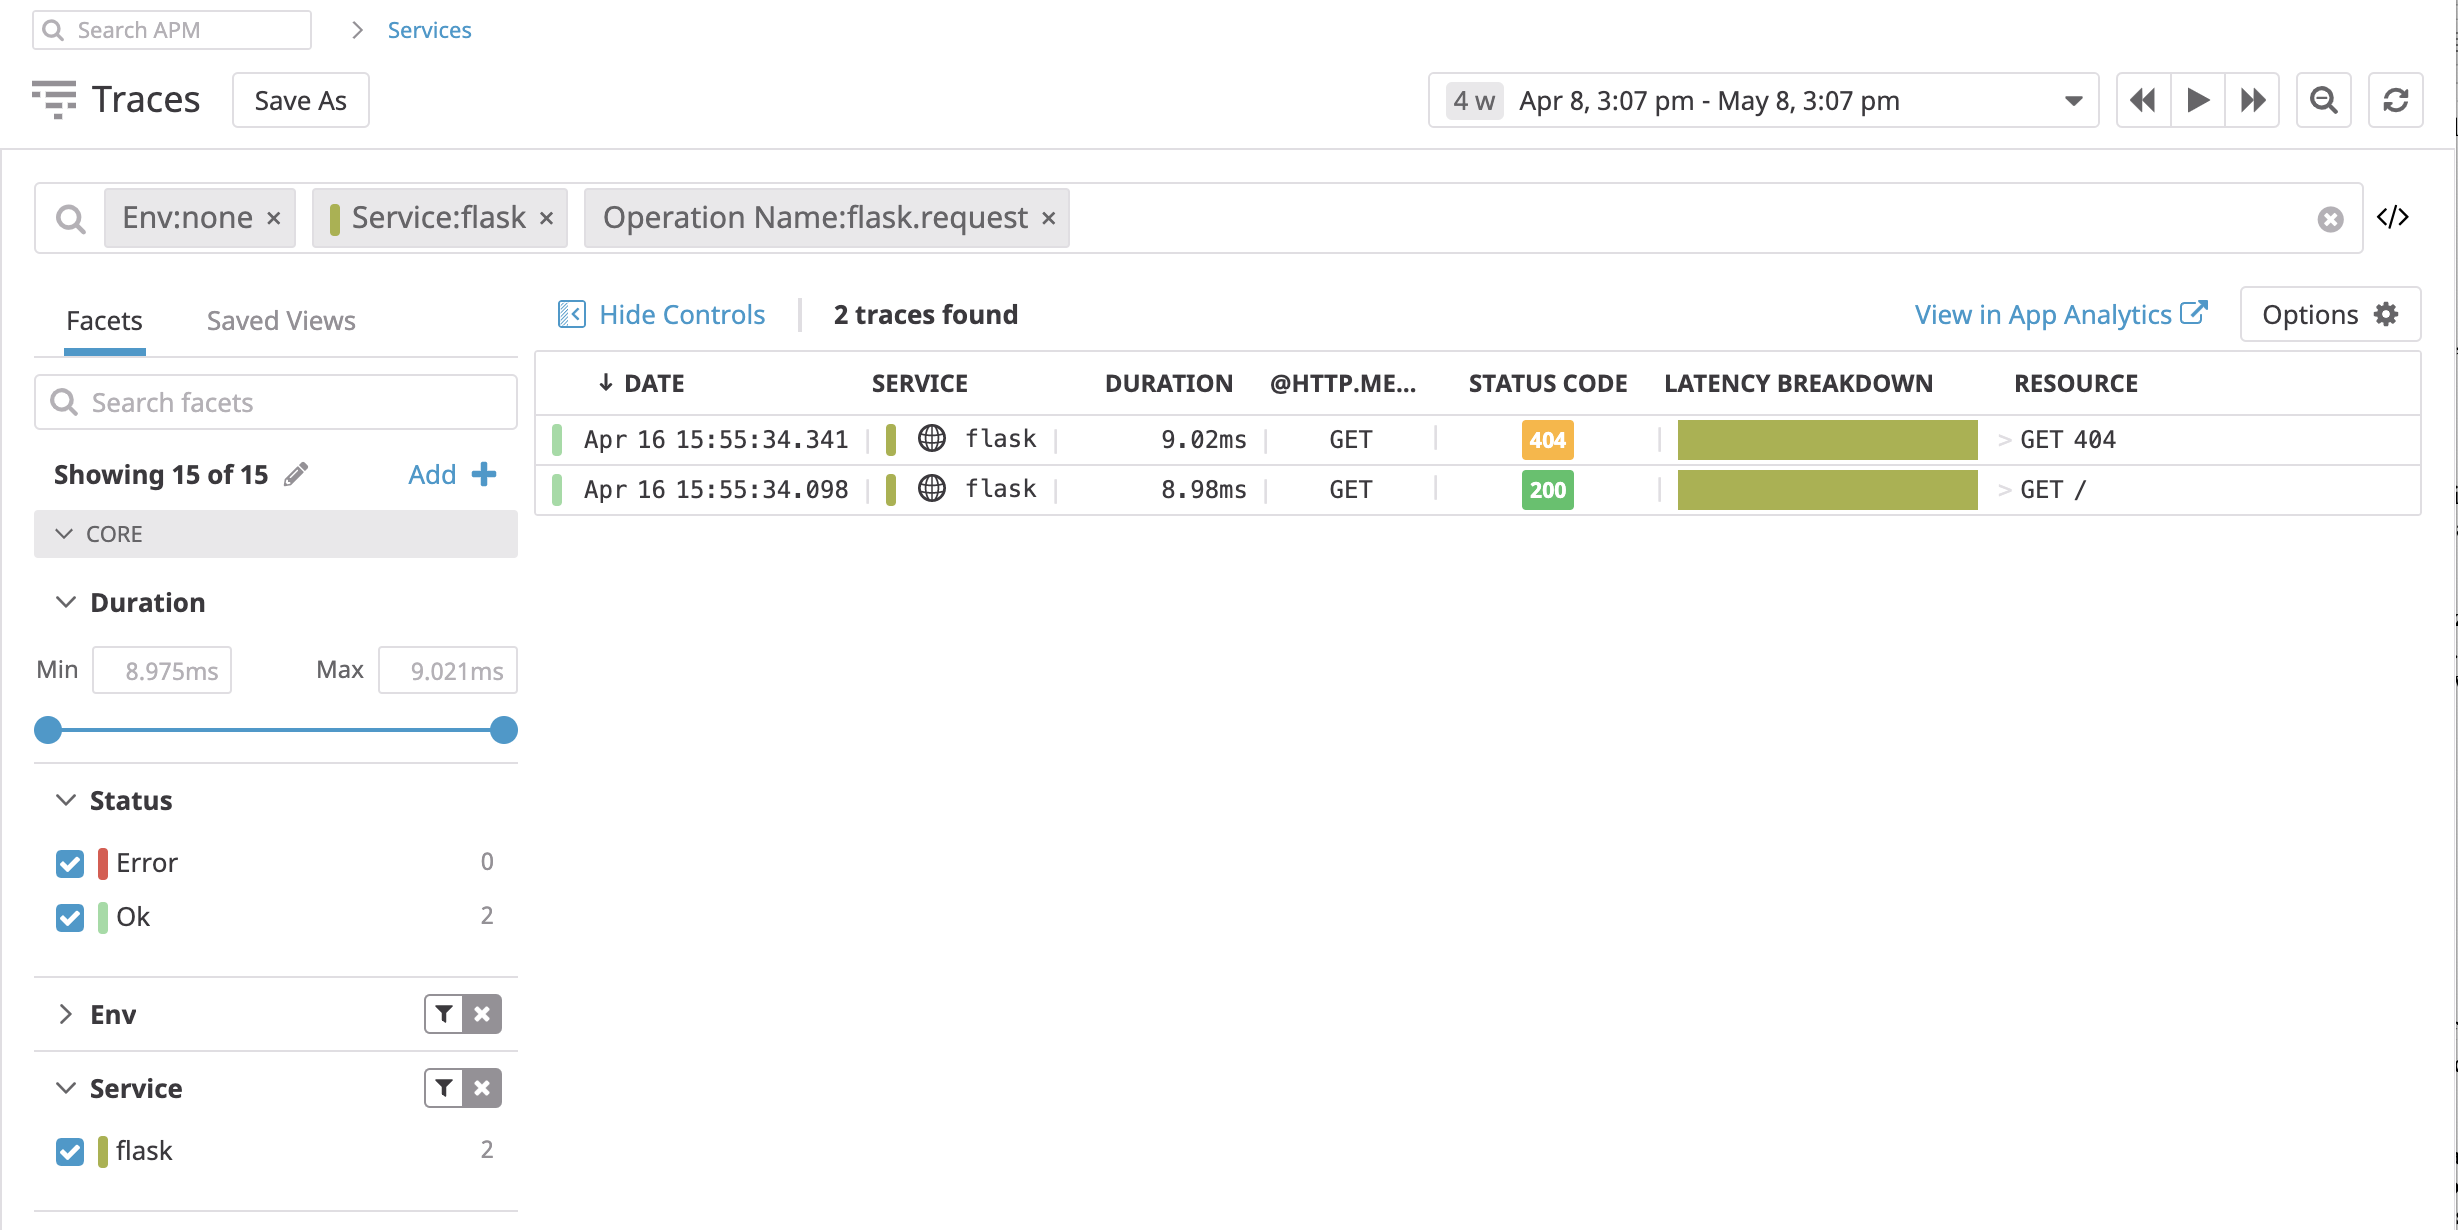 Search APM
Services
Traces
Save As
4 w Apr 8, 3:07 pm - May 8, 3:07 pm
Env:none × Service:flask × Operation Name:flask.request × </>
Facets
Saved Views
Search facets
Showing 15 of 15
Add
CORE
Duration
Min 8.975ms Max 9.021ms
Status
Error 0
Ok 2
Env
Service
flask 2
Hide Controls
2 traces found
View in App Analytics
Options
DATE SERVICE DURATION @HTTP.ME... STATUS CODE LATENCY BREAKDOWN RESOURCE
Apr 16 15:55:34.341 flask 9.02ms GET 404 > GET 404
Apr 16 15:55:34.098 flask 8.98ms GET 200 > GET /